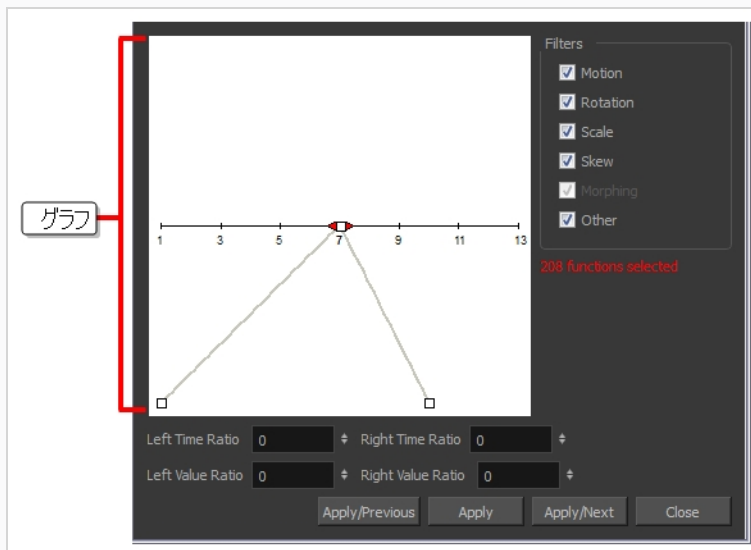 グラフ
1 3 5 7 9 11 13
Filters
Motion
Rotation
Scale
Skew
Morphing
Other
208 functions selected
Left Time Ratio 0 Right Time Ratio 0
Left Value Ratio 0 Right Value Ratio 0
Apply/Previous Apply Apply/Next Close